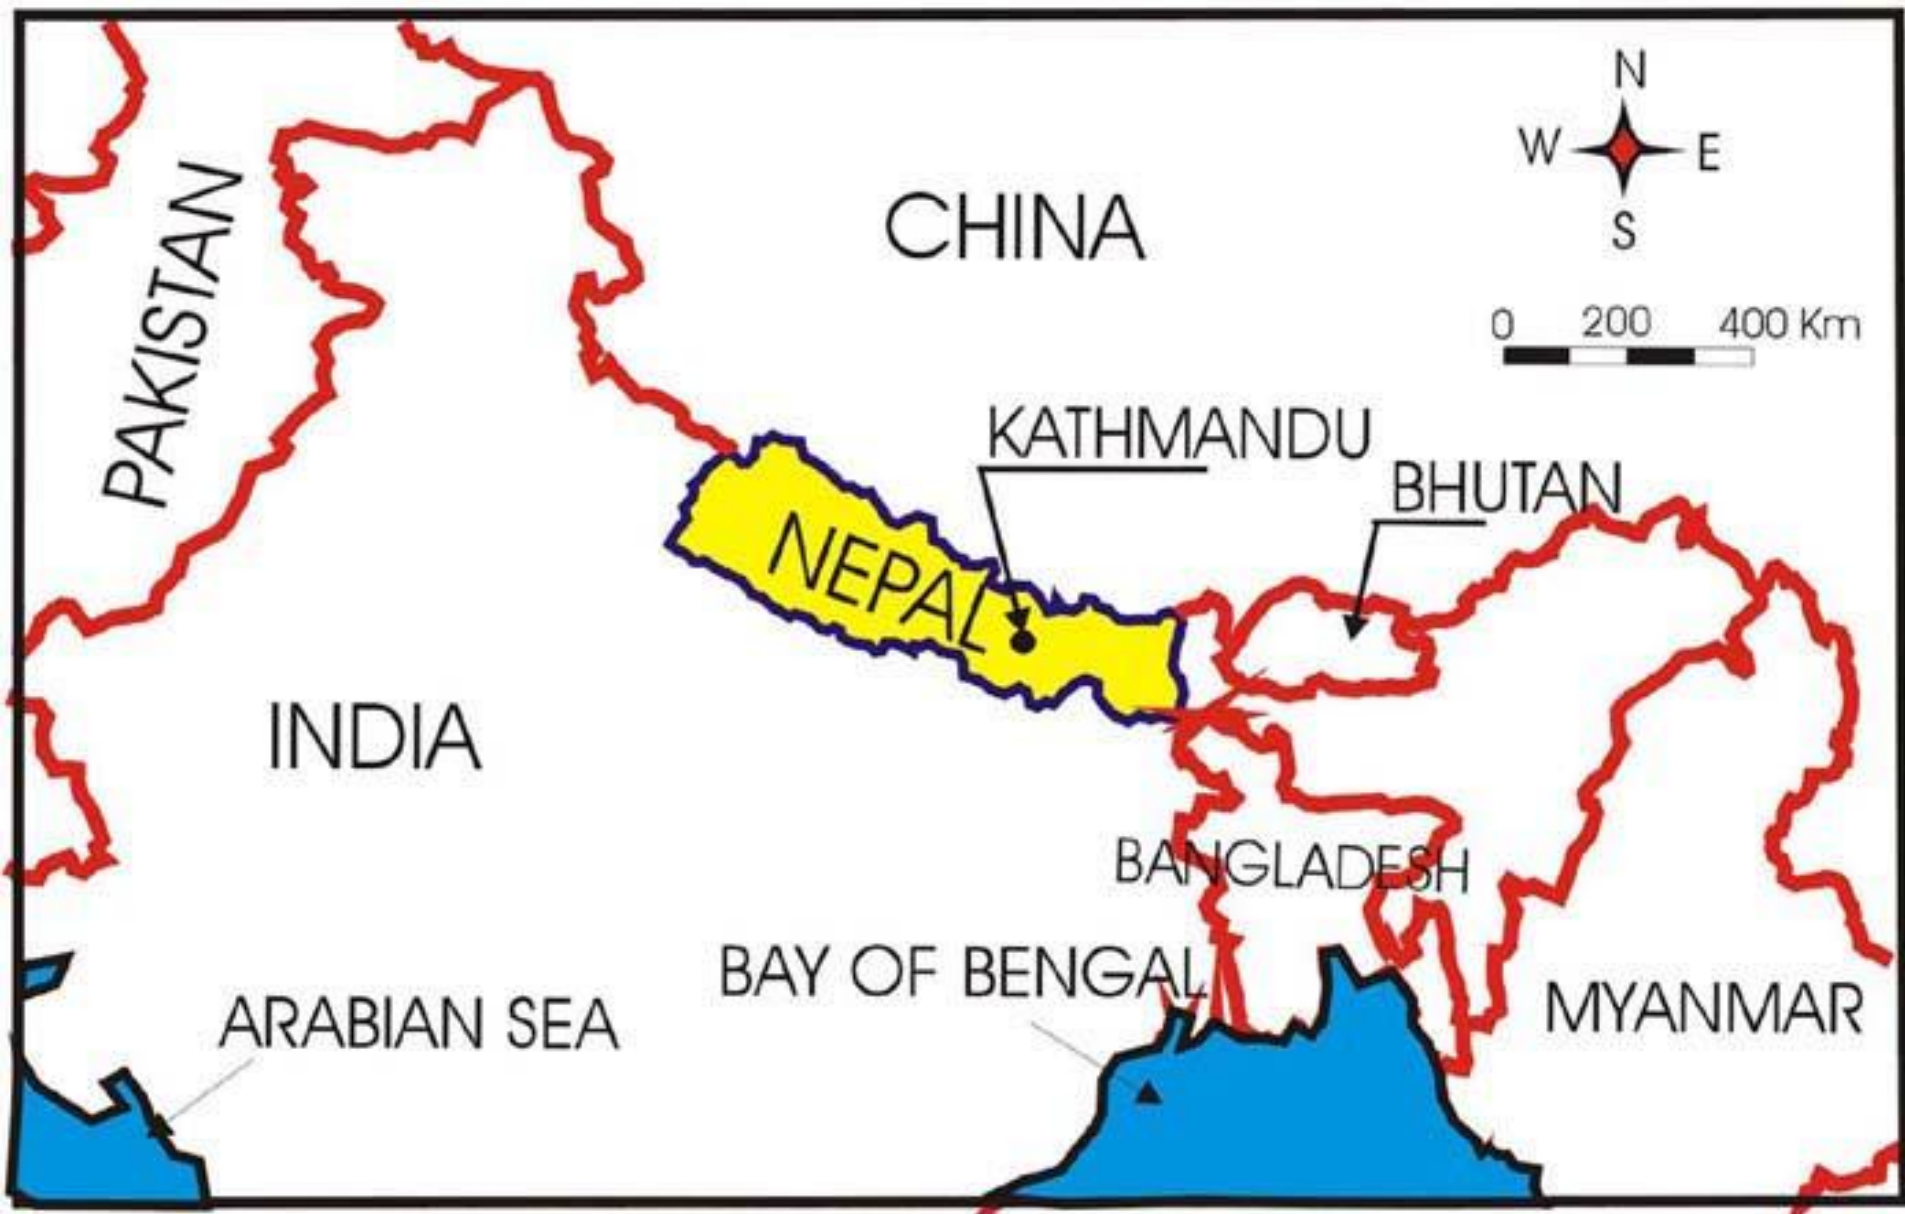 N
W E
S
CHINA
PAKISTAN
0 200 400 Km
KATHMANDU
BHUTAN
NEPAL
INDIA
BANGLADESH
BAY OF BENGAL
ARABIAN SEA
MYANMAR